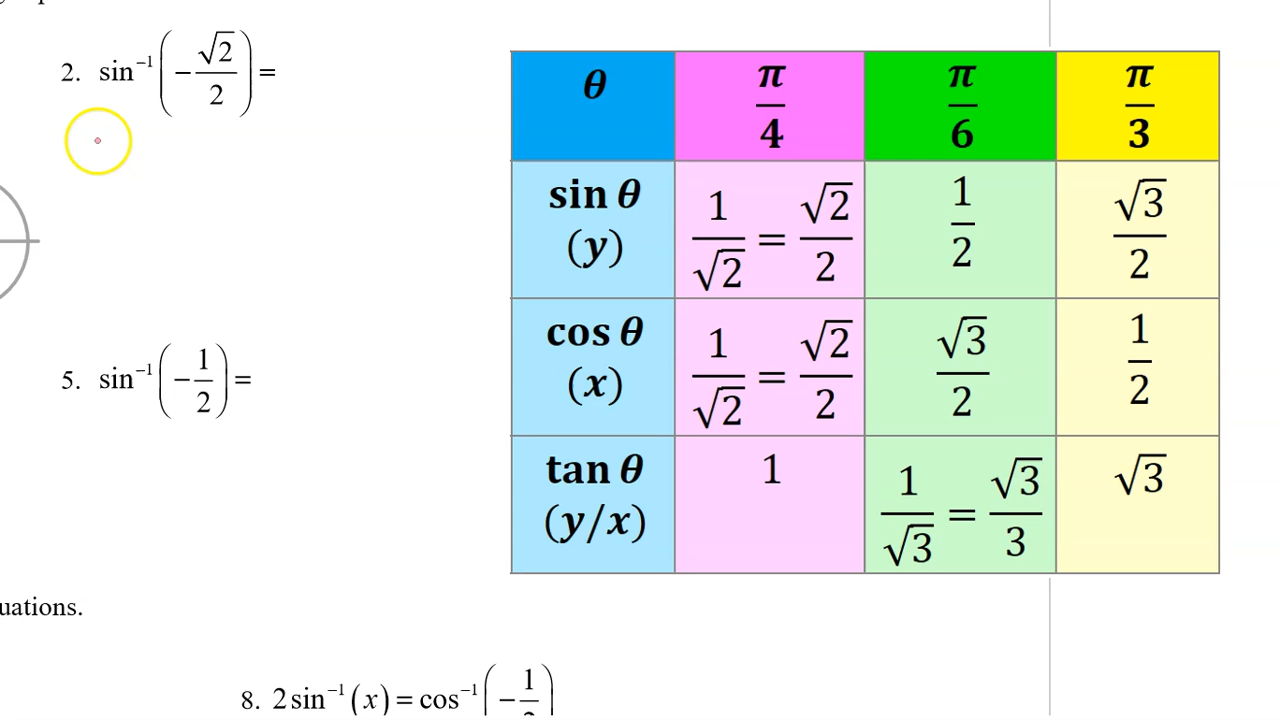 2. sin⁻¹(−√2/2) =
5. sin⁻¹(−1/2) =
uations.
8. 2sin⁻¹(x) = cos⁻¹(−1/
θ π/4 π/6 π/3
sin θ (y) 1/√2 = √2/2 1/2 √3/2
cos θ (x) 1/√2 = √2/2 √3/2 1/2
tan θ (y/x) 1 1/√3 = √3/3 √3